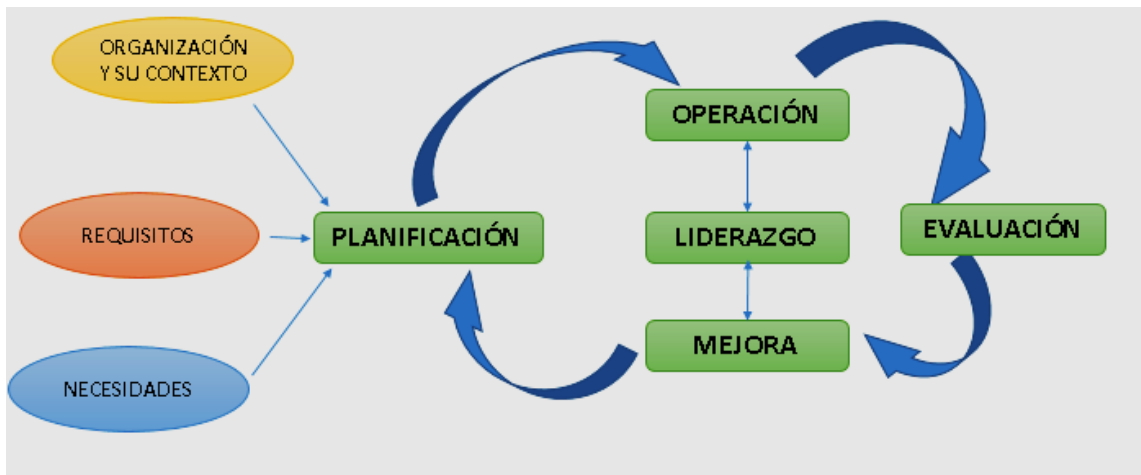 ORGANIZACIÓN
Y SU CONTEXTO
OPERACIÓN
REQUISITOS
PLANIFICACIÓN
LIDERAZGO
EVALUACIÓN
MEJORA
NECESIDADES